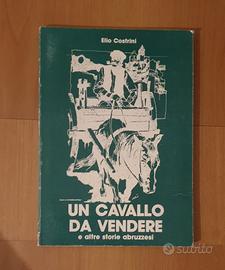 Elio Costrini
UN CAVALLO
DA VENDERE
e altre storie abruzzesi
subito